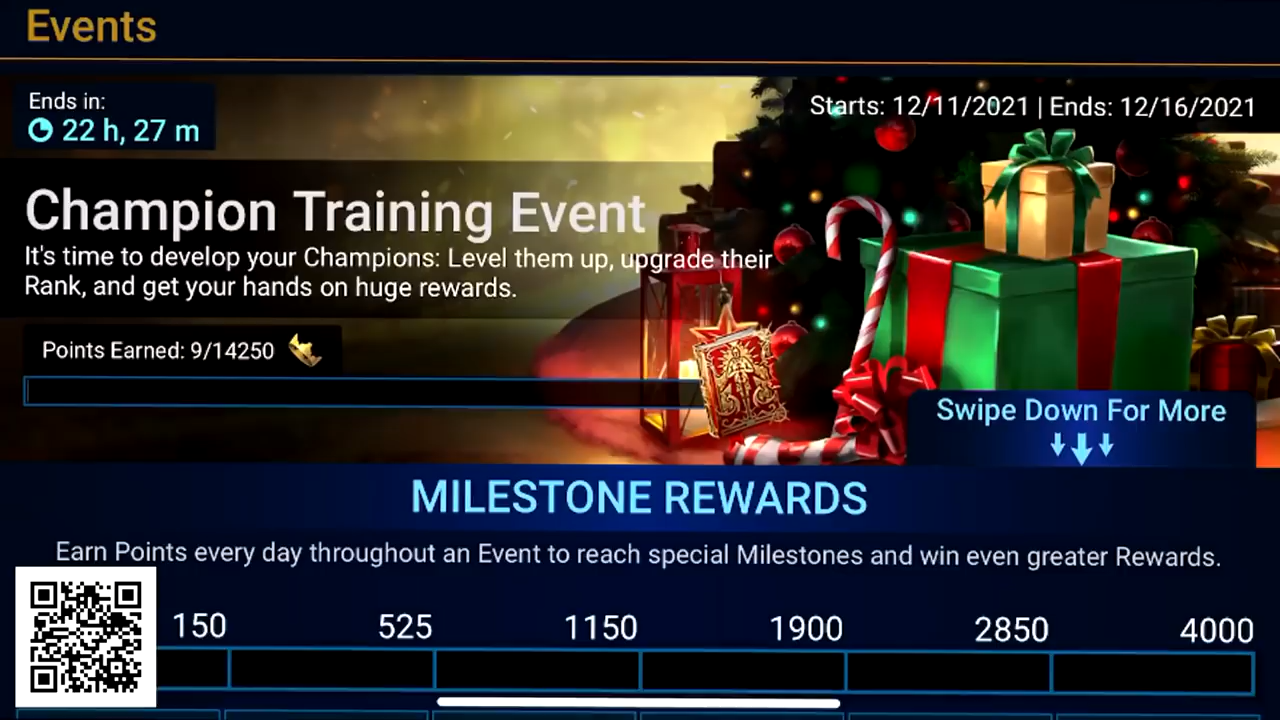 Events
Ends in:
22 h, 27 m
Starts: 12/11/2021 | Ends: 12/16/2021
Champion Training Event
It's time to develop your Champions: Level them up, upgrade their
Rank, and get your hands on huge rewards.
Points Earned: 9/14250
Swipe Down For More
MILESTONE REWARDS
Earn Points every day throughout an Event to reach special Milestones and win even greater Rewards.
150 525 1150 1900 2850 4000